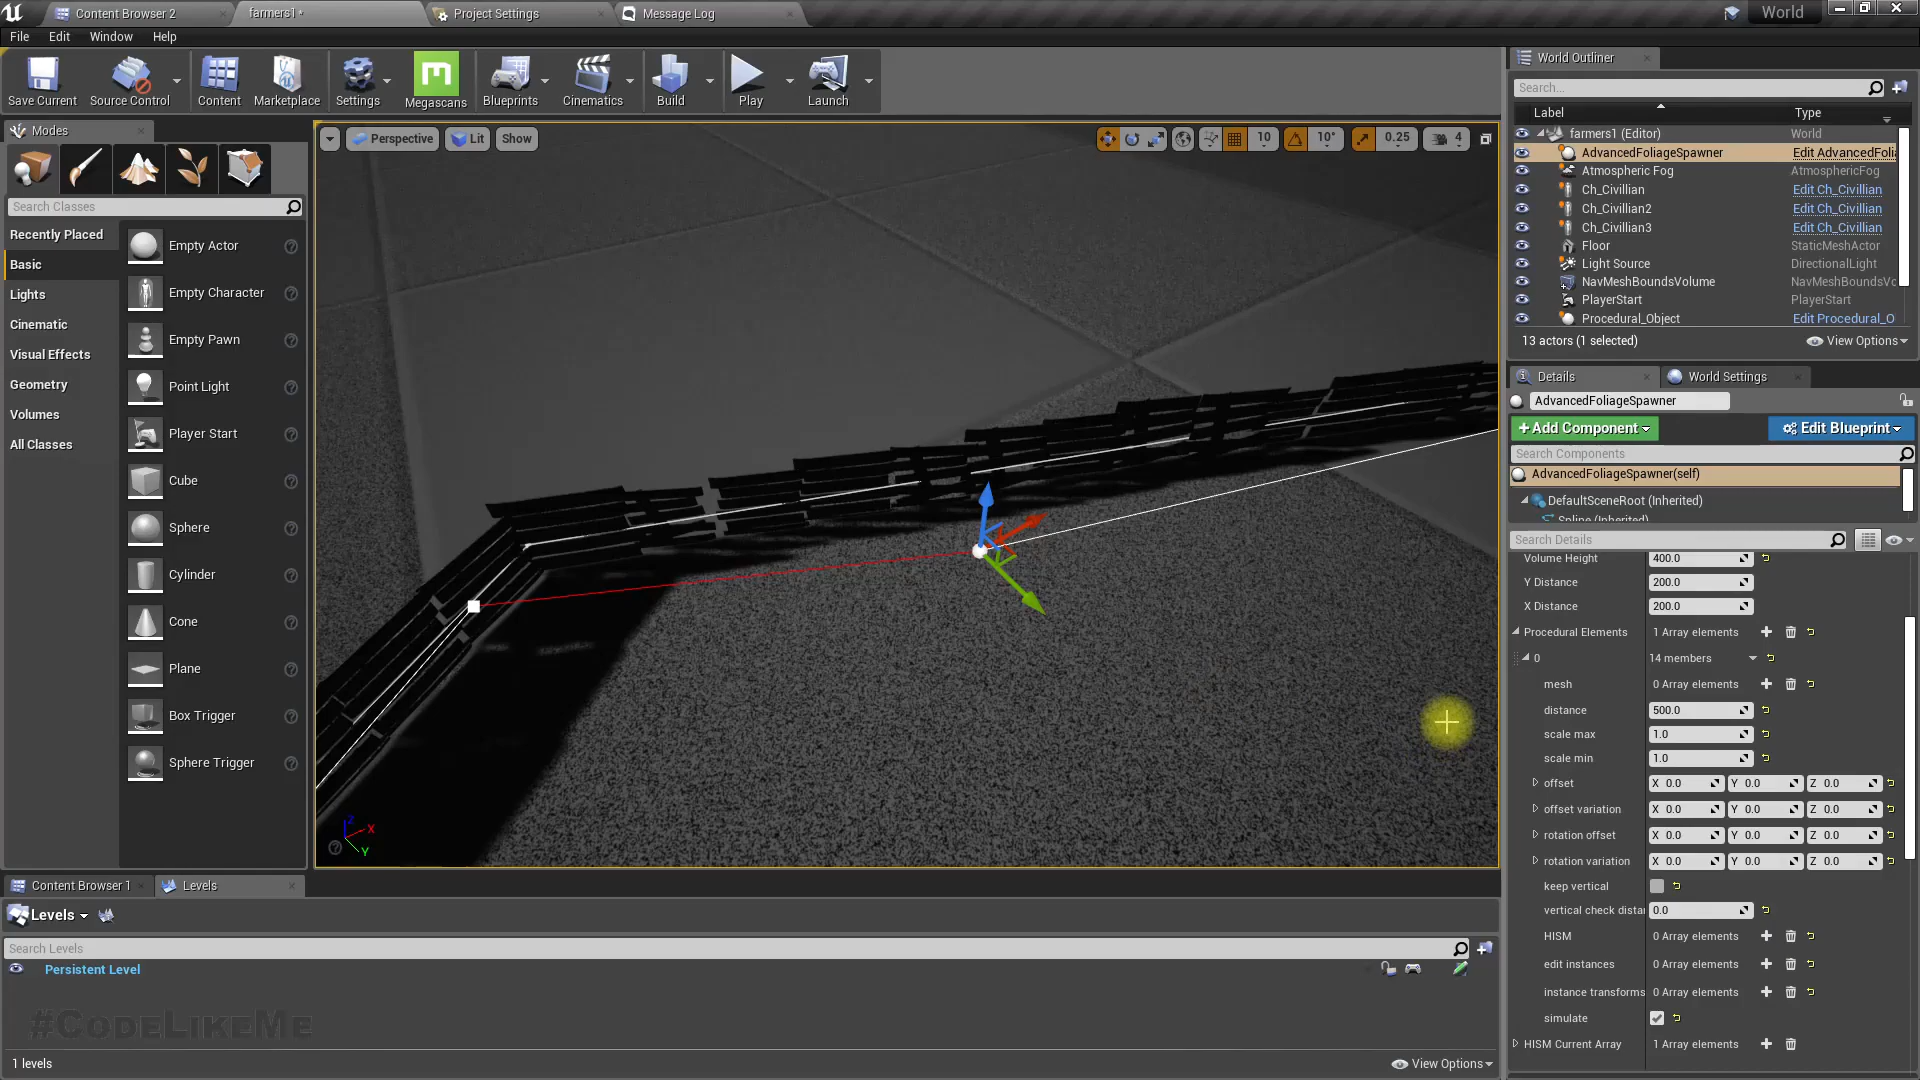 Content Browser 2
farmers1*
Project Settings
Message Log
World
File Edit Window Help
Save Current
Source Control
Content
Marketplace
Settings
Megascans
Blueprints
Cinematics
Build
Play
Launch
Modes
Search Classes
Recently Placed
Basic
Lights
Cinematic
Visual Effects
Geometry
Volumes
All Classes
Empty Actor
Empty Character
Empty Pawn
Point Light
Player Start
Cube
Sphere
Cylinder
Cone
Plane
Box Trigger
Sphere Trigger
Perspective
Lit
Show
10
10°
0.25
4
Z
X
Y
World Outliner
Search...
Label Type
farmers1 (Editor) World
AdvancedFoliageSpawner Edit AdvancedFolia
Atmospheric Fog AtmosphericFog
Ch_Civillian Edit Ch_Civillian
Ch_Civillian2 Edit Ch_Civillian
Ch_Civillian3 Edit Ch_Civillian
Floor StaticMeshActor
Light Source DirectionalLight
NavMeshBoundsVolume NavMeshBoundsVo
PlayerStart PlayerStart
Procedural_Object Edit Procedural_O
13 actors (1 selected) View Options
Details World Settings
AdvancedFoliageSpawner
+Add Component Edit Blueprint
Search Components
AdvancedFoliageSpawner(self)
DefaultSceneRoot (Inherited)
Spline (Inherited)
Search Details
Volume Height 400.0
Y Distance 200.0
X Distance 200.0
Procedural Elements 1 Array elements
0 14 members
mesh 0 Array elements
distance 500.0
scale max 1.0
scale min 1.0
offset X 0.0 Y 0.0 Z 0.0
offset variation X 0.0 Y 0.0 Z 0.0
rotation offset X 0.0 Y 0.0 Z 0.0
rotation variation X 0.0 Y 0.0 Z 0.0
keep vertical
vertical check distan 0.0
HISM 0 Array elements
edit instances 0 Array elements
instance transforms 0 Array elements
simulate
HISM Current Array 1 Array elements
Content Browser 1
Levels
Levels
Search Levels
Persistent Level
#CodeLikeMe
1 levels
View Options